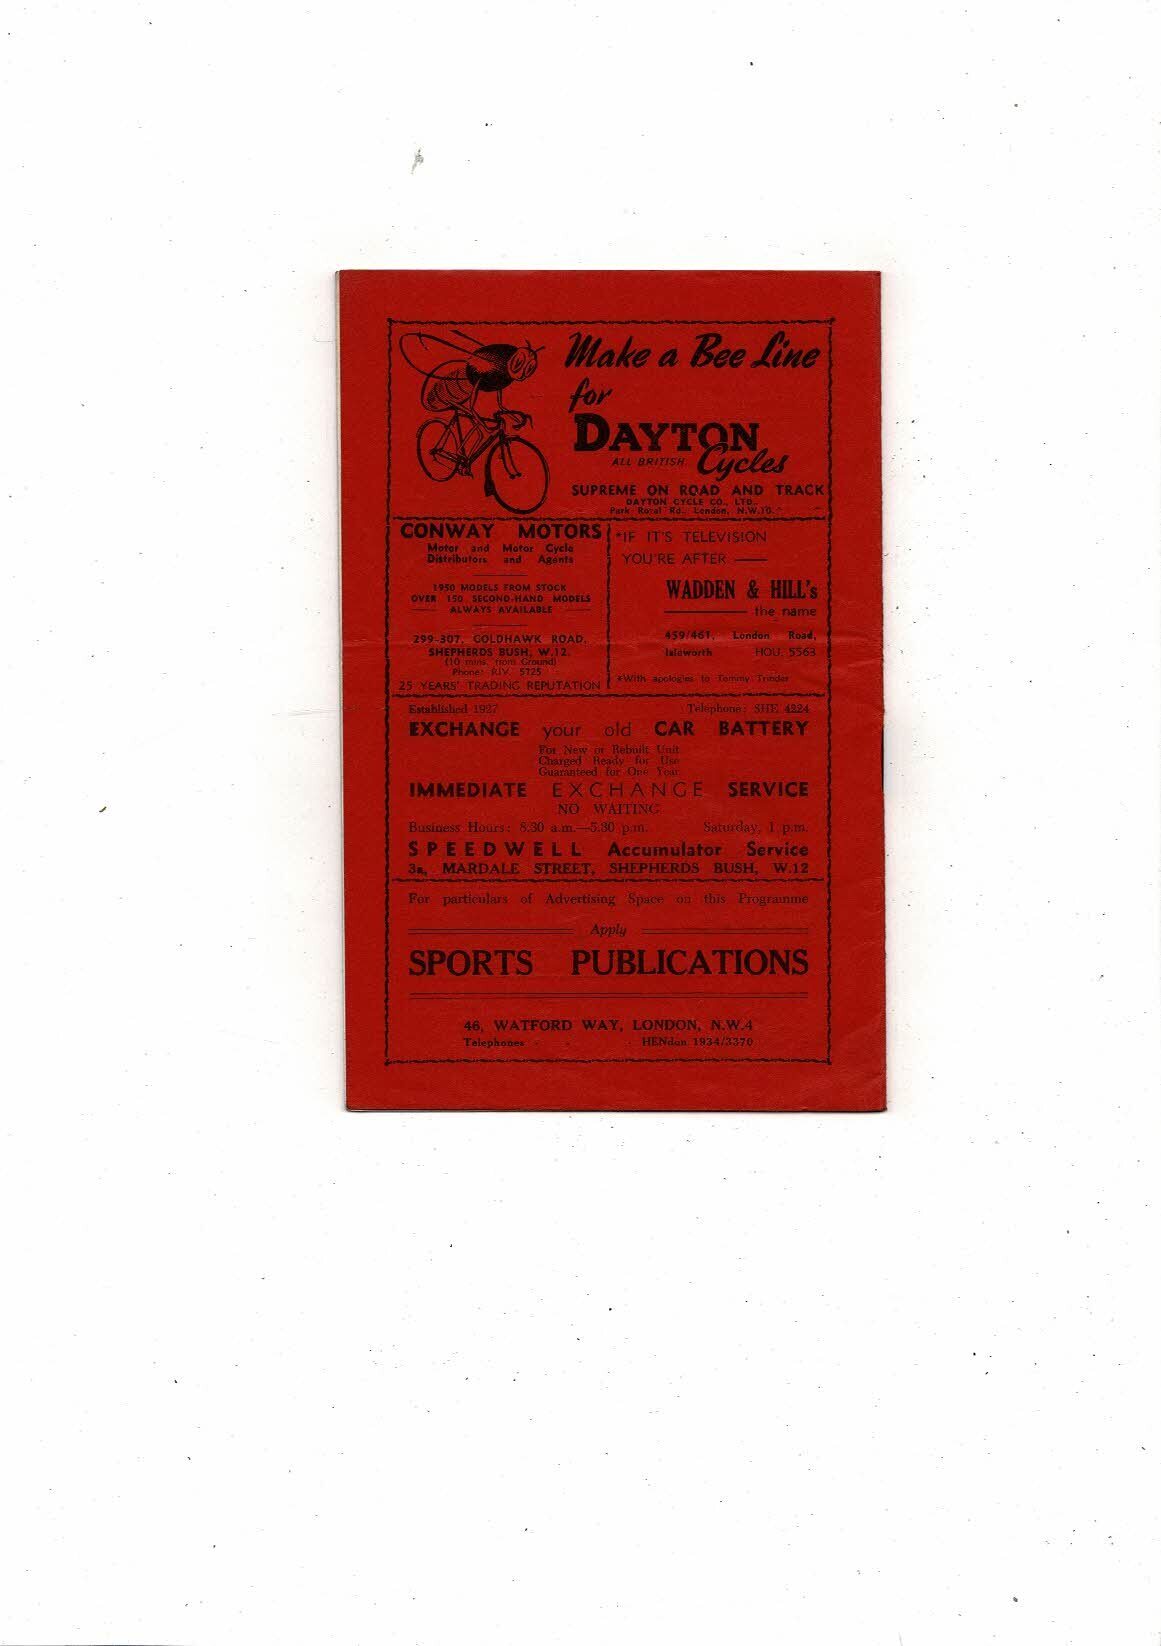 Make a Bee Line
for
DAYTON
ALL BRITISH Cycles
SUPREME ON ROAD AND TRACK
DAYTON CYCLE CO., LTD.,
Park Royal Rd., London, N.W.10.
CONWAY MOTORS
Motor and Motor Cycle
Distributors and Agents
1950 MODELS FROM STOCK
OVER 150 SECOND-HAND MODELS
ALWAYS AVAILABLE
299-307, GOLDHAWK ROAD,
SHEPHERDS BUSH, W.12.
(10 mins. from Ground)
Phone: RIV 5725
25 YEARS' TRADING REPUTATION
*IF IT'S TELEVISION
YOU'RE AFTER
WADDEN & HILL's
the name
459/461, London Road,
Isleworth HOU. 5563
*With apologies to Tommy Trinder
Established 1927 Telephone: SHE 4224
EXCHANGE your old CAR BATTERY
For New or Rebuilt Unit
Charged Ready for Use
Guaranteed for One Year
IMMEDIATE EXCHANGE SERVICE
NO WAITING
Business Hours: 8.30 a.m.—5.30 p.m. Saturday, 1 p.m.
SPEEDWELL Accumulator Service
3a, MARDALE STREET, SHEPHERDS BUSH, W.12
For particulars of Advertising Space on this Programme
Apply
SPORTS PUBLICATIONS
46, WATFORD WAY, LONDON, N.W.4
Telephones - - HENdon 1934/3370